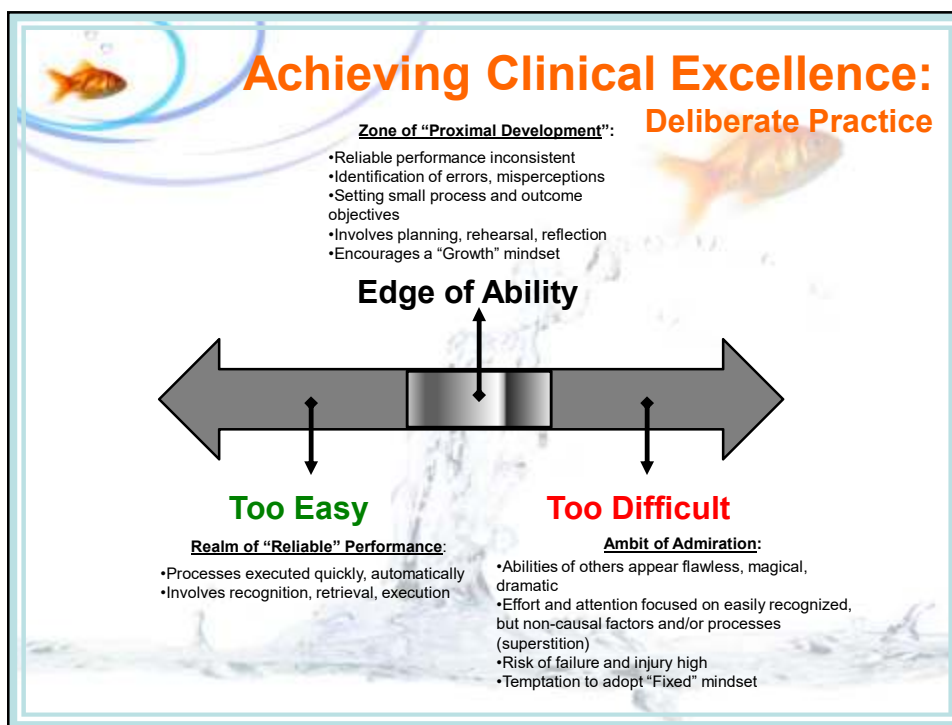 Achieving Clinical Excellence:
Deliberate Practice
Zone of “Proximal Development”:
•Reliable performance inconsistent
•Identification of errors, misperceptions
•Setting small process and outcome
objectives
•Involves planning, rehearsal, reflection
•Encourages a “Growth” mindset
Edge of Ability
Too Easy
Realm of “Reliable” Performance:
•Processes executed quickly, automatically
•Involves recognition, retrieval, execution
Too Difficult
Ambit of Admiration:
•Abilities of others appear flawless, magical,
dramatic
•Effort and attention focused on easily recognized,
but non-causal factors and/or processes
(superstition)
•Risk of failure and injury high
•Temptation to adopt “Fixed” mindset